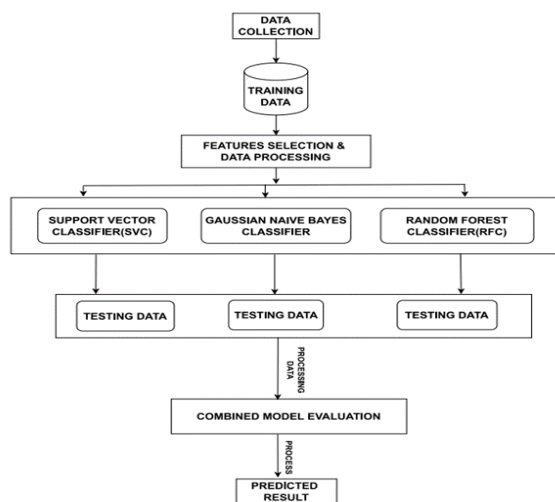 DATA
COLLECTION
TRAINING
DATA
FEATURES SELECTION &
DATA PROCESSING
SUPPORT VECTOR
CLASSIFIER(SVC)
GAUSSIAN NAIVE BAYES
CLASSIFIER
RANDOM FOREST
CLASSIFIER(RFC)
TESTING DATA
TESTING DATA
TESTING DATA
PROCESSING
DATA
COMBINED MODEL EVALUATION
PROCESS
PREDICTED
RESULT